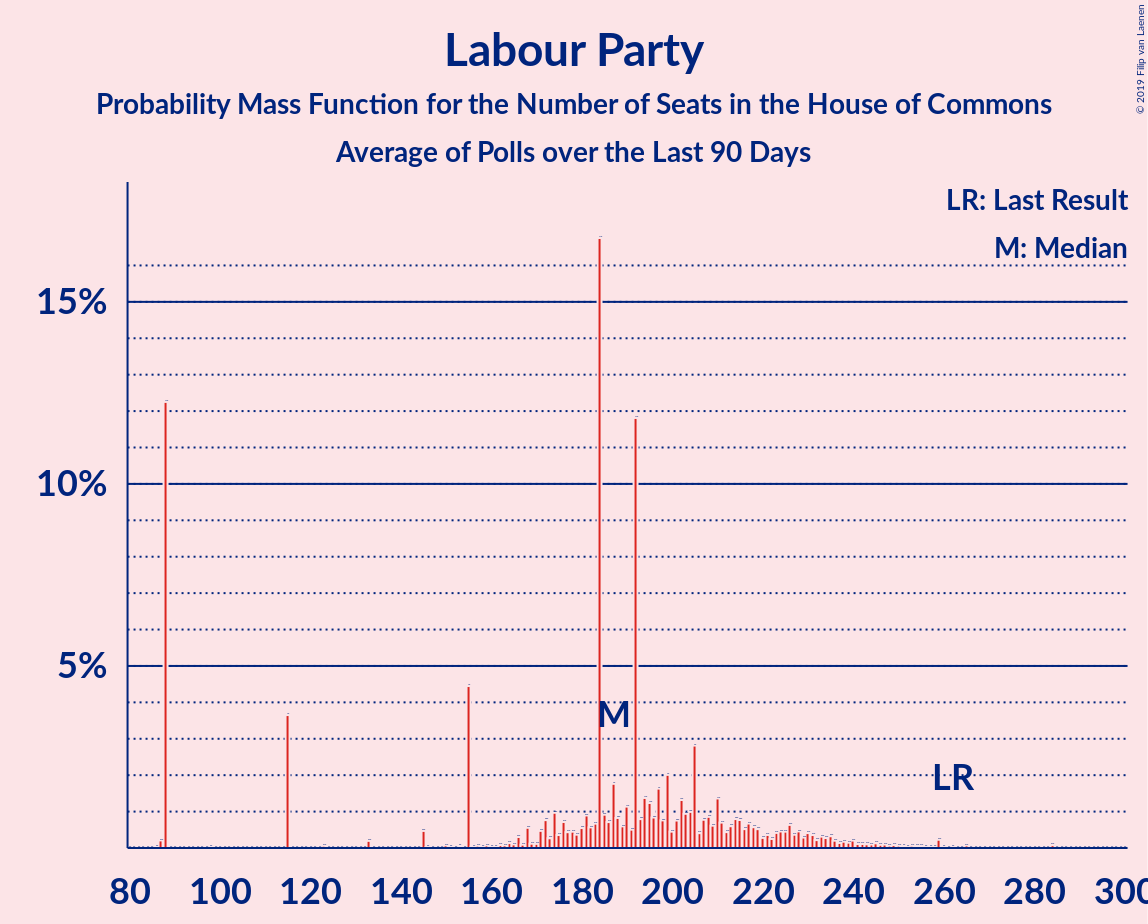 Labour Party
Probability Mass Function for the Number of Seats in the House of Commons
Average of Polls over the Last 90 Days
© 2019 Filip van Laenen
LR: Last Result
M: Median
15%
10%
5%
M
LR
80 100 120 140 160 180 200 220 240 260 280 300